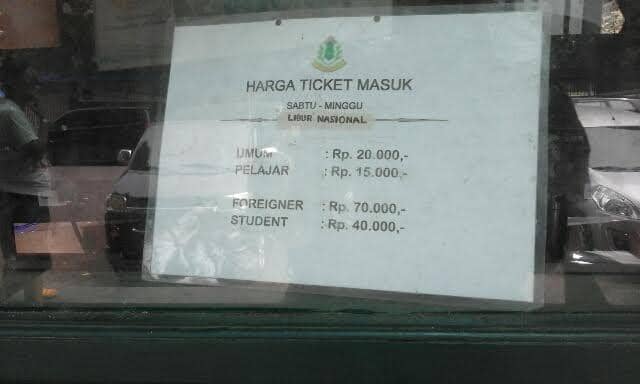 HARGA TICKET MASUK
SABTU - MINGGU
LIBUR NASIONAL
UMUM : Rp. 20.000,-
PELAJAR : Rp. 15.000,-
FOREIGNER : Rp. 70.000,-
STUDENT : Rp. 40.000,-